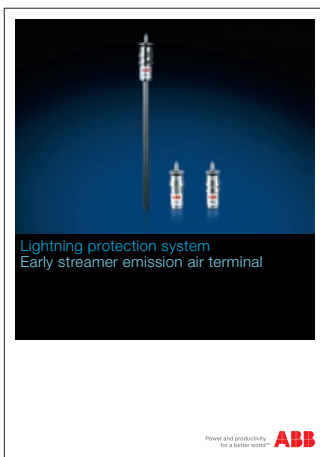 Lightning protection system
Early streamer emission air terminal
Power and productivity
for a better world™
ABB